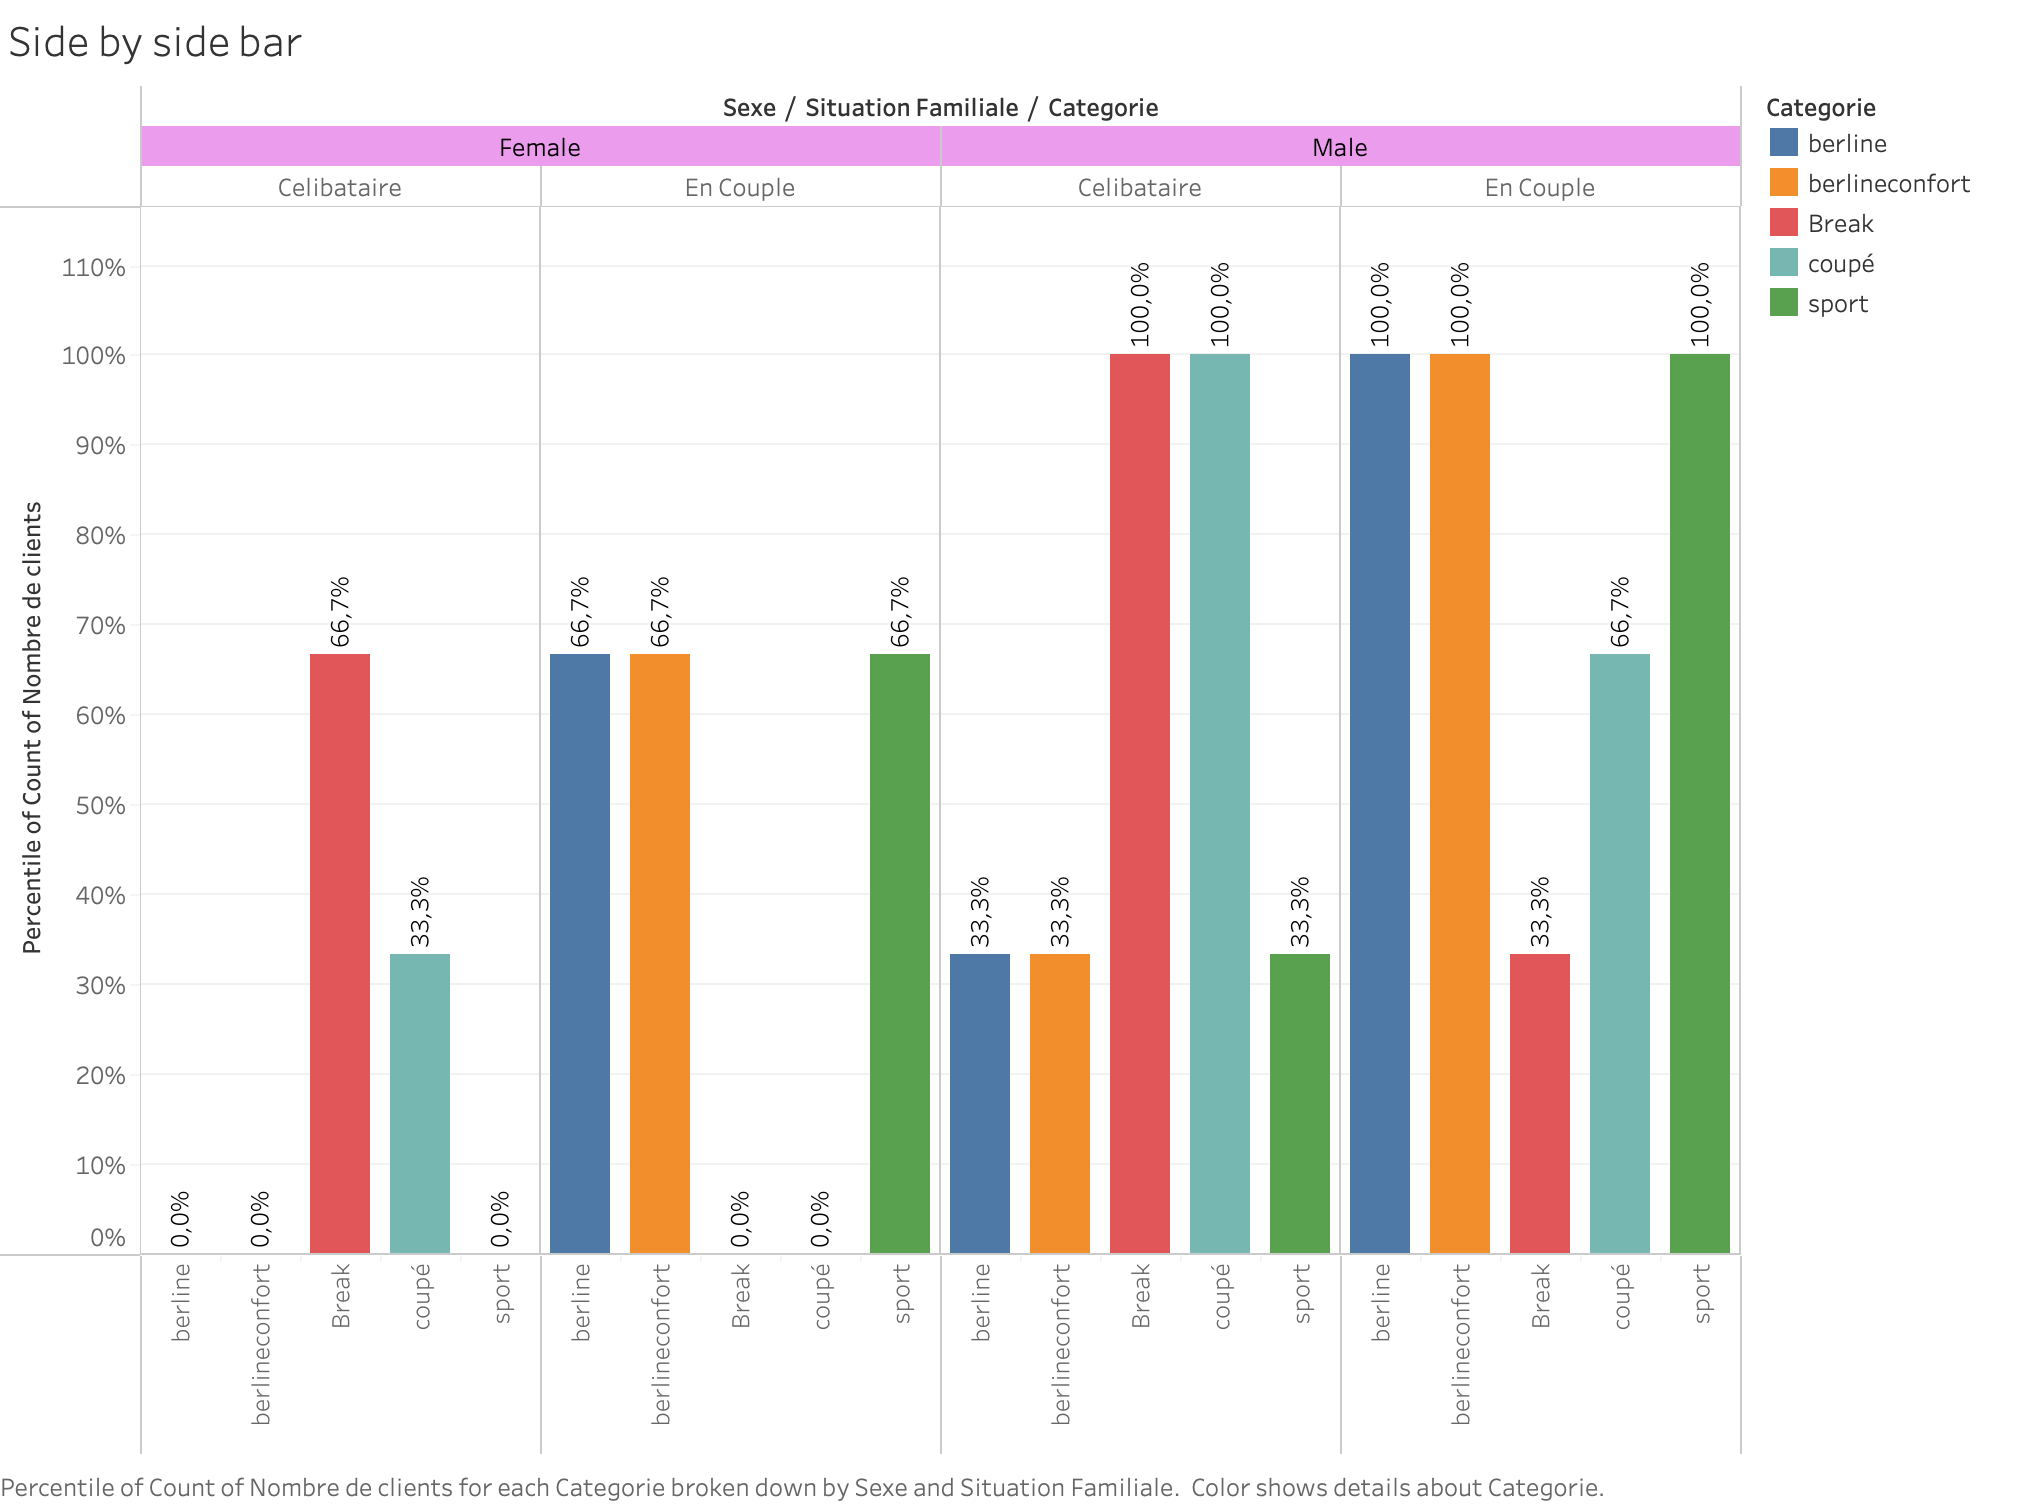 Side by side bar
Sexe / Situation Familiale / Categorie
Female
Male
Celibataire
En Couple
Celibataire
En Couple
Categorie
berline
berlineconfort
Break
coupé
sport
Percentile of Count of Nombre de clients
110%
100%
90%
80%
70%
60%
50%
40%
30%
20%
10%
0%
0,0%
0,0%
66,7%
33,3%
0,0%
66,7%
66,7%
0,0%
0,0%
66,7%
33,3%
33,3%
100,0%
100,0%
33,3%
100,0%
100,0%
33,3%
66,7%
100,0%
berline
berlineconfort
Break
coupé
sport
berline
berlineconfort
Break
coupé
sport
berline
berlineconfort
Break
coupé
sport
berline
berlineconfort
Break
coupé
sport
Percentile of Count of Nombre de clients for each Categorie broken down by Sexe and Situation Familiale. Color shows details about Categorie.